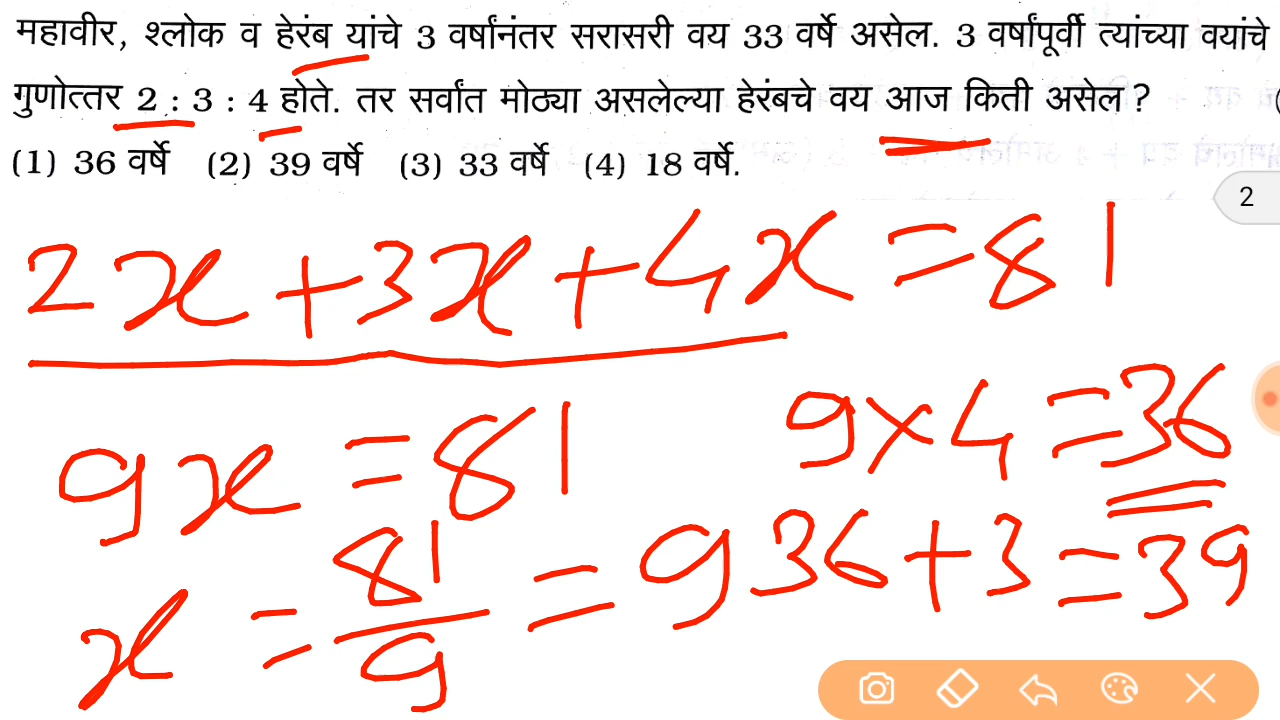 महावीर, श्लोक व हेरंब यांचे 3 वर्षांनंतर सरासरी वय 33 वर्षे असेल. 3 वर्षांपूर्वी त्यांच्या वयांचे
गुणोत्तर 2 : 3 : 4 होते. तर सर्वांत मोठ्या असलेल्या हेरंबचे वय आज किती असेल ?
(1) 36 वर्षे (2) 39 वर्षे (3) 33 वर्षे (4) 18 वर्षे.
2
2x + 3x + 4x = 81
9x = 81
9 × 4 = 36
x = 81/9 = 9
36 + 3 = 39